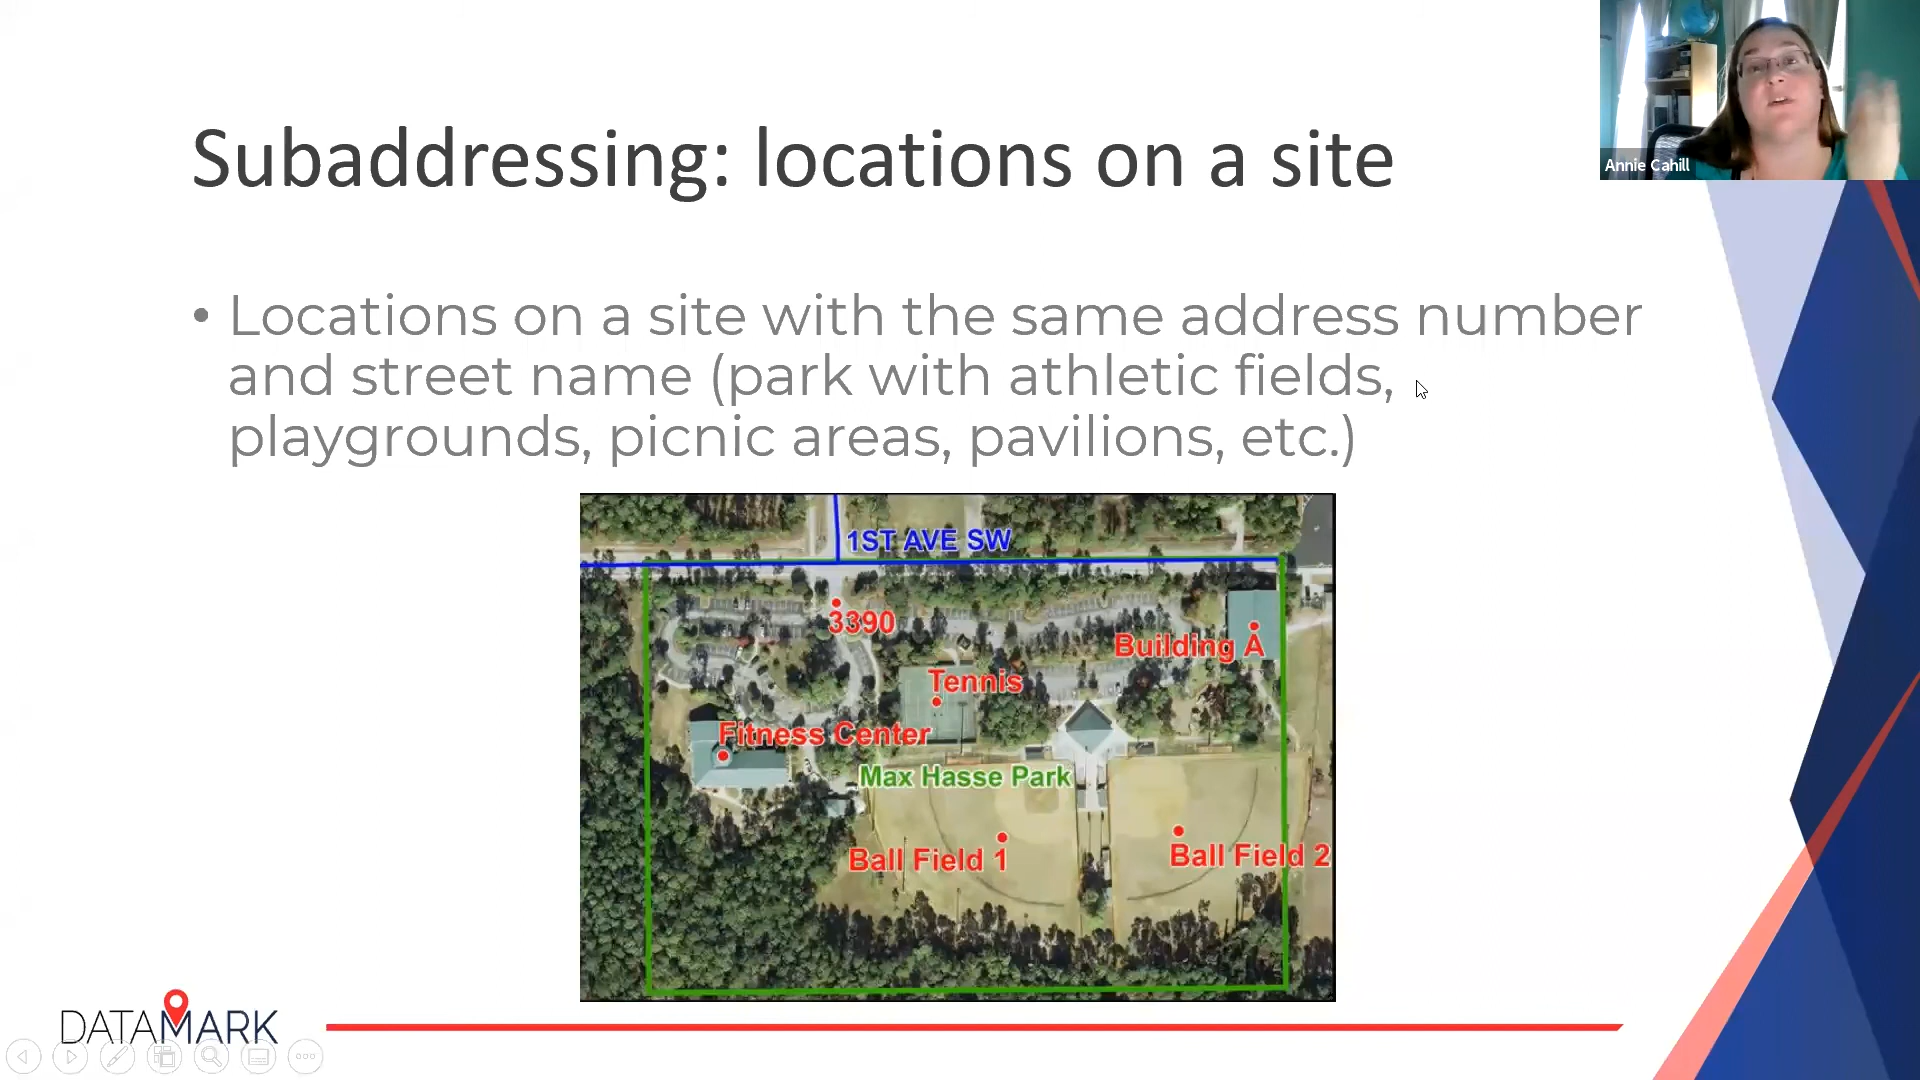 Annie Cahill
Subaddressing: locations on a site
• Locations on a site with the same address number
and street name (park with athletic fields,
playgrounds, picnic areas, pavilions, etc.)
1ST AVE SW
3390
Building A
Tennis
Fitness Center
Max Hasse Park
Ball Field 1
Ball Field 2
DATAMARK